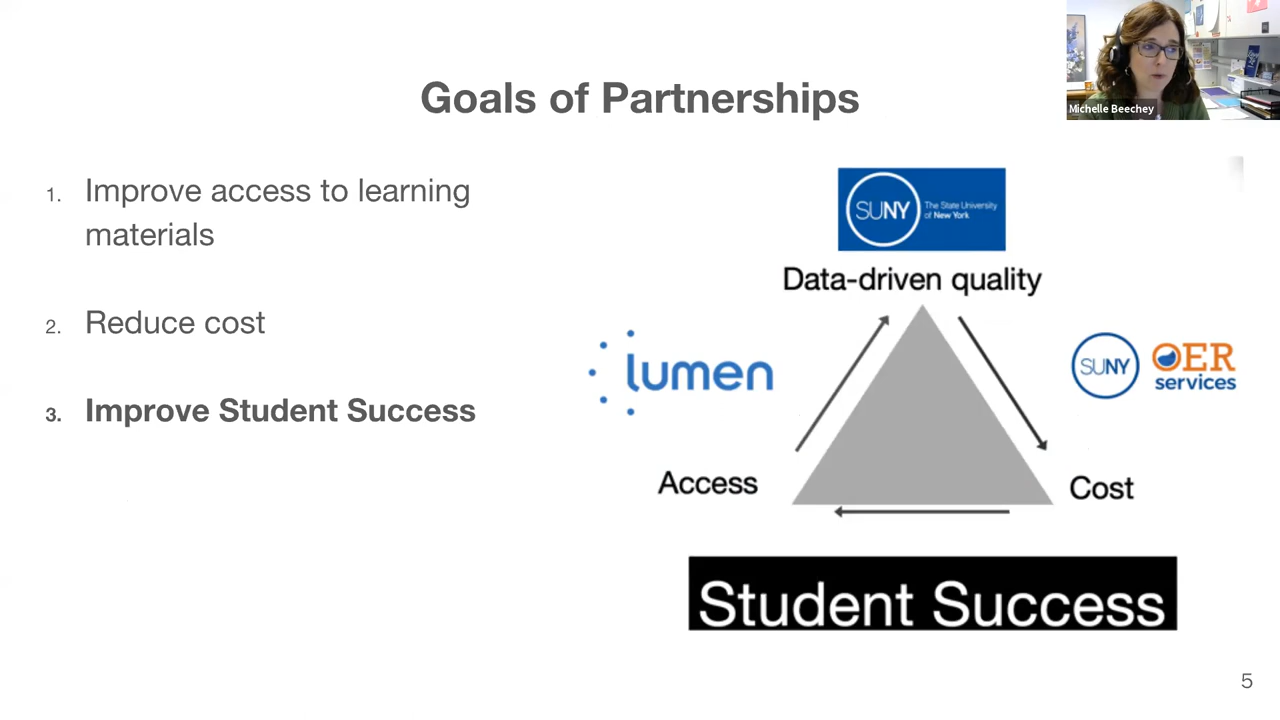 Goals of Partnerships
Michelle Beechey
1. Improve access to learning
materials
2. Reduce cost
3. Improve Student Success
SUNY
The State University
of New York
Data-driven quality
lumen
SUNY
OER
services
Access
Cost
Student Success
5